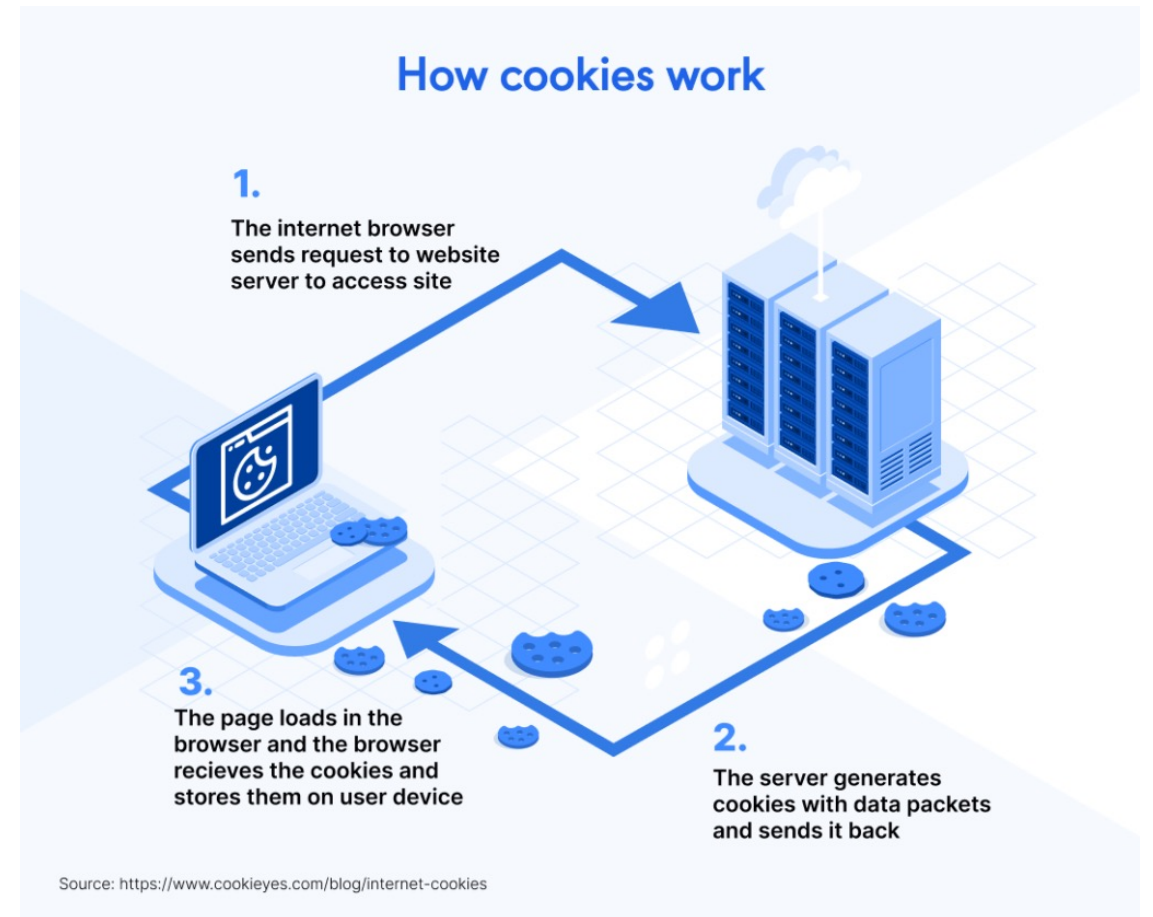 How cookies work
1.
The internet browser
sends request to website
server to access site
2.
The server generates
cookies with data packets
and sends it back
3.
The page loads in the
browser and the browser
recieves the cookies and
stores them on user device
Source: https://www.cookieyes.com/blog/internet-cookies